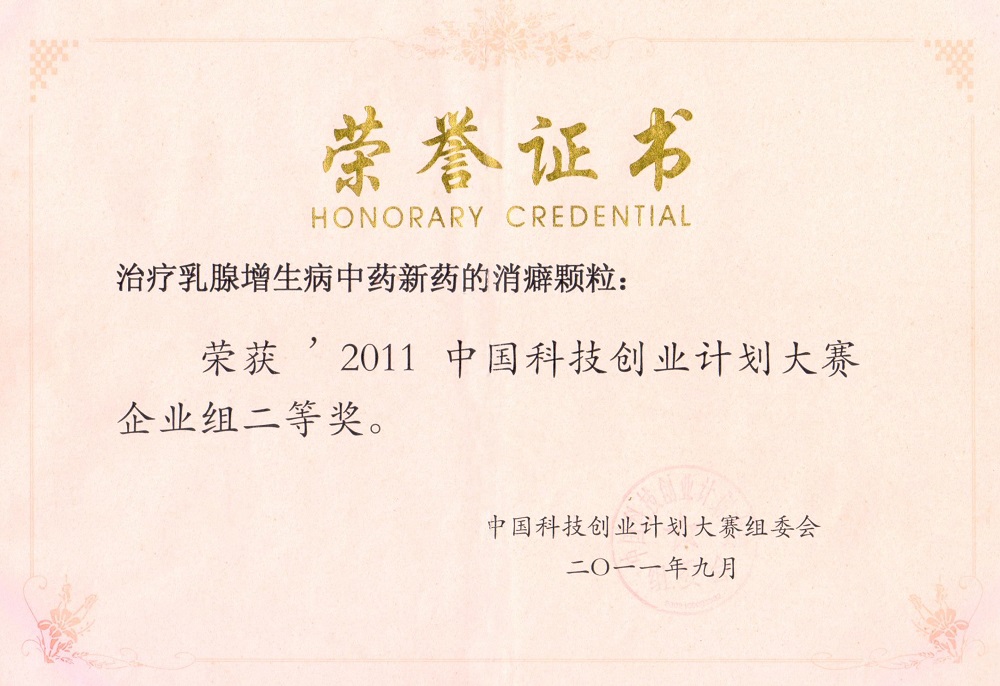 荣誉证书
HONORARY CREDENTIAL
治疗乳腺增生病中药新药的消癖颗粒：
荣获 ’2011 中国科技创业计划大赛
企业组二等奖。
中国科技创业计划大赛组委会
二〇一一年九月